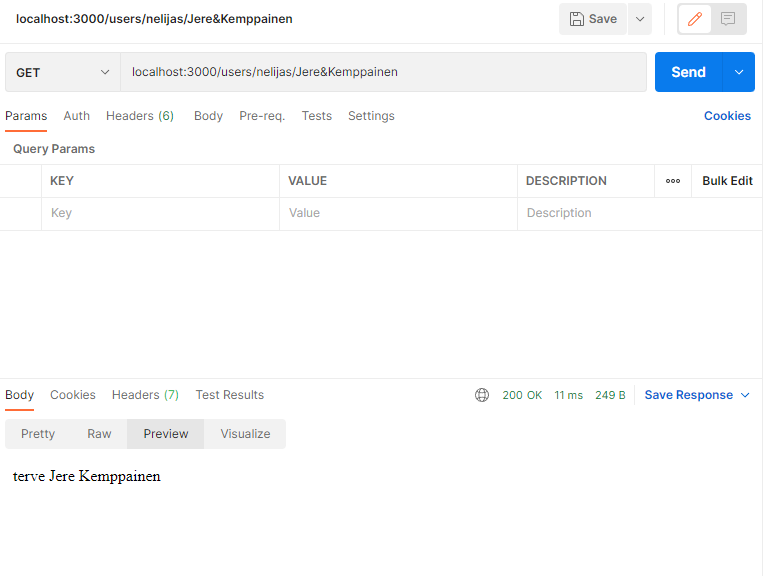 localhost:3000/users/nelijas/Jere&Kemppainen Save
GET localhost:3000/users/nelijas/Jere&Kemppainen Send
Params Auth Headers (6) Body Pre-req. Tests Settings Cookies
Query Params
KEY VALUE DESCRIPTION ooo Bulk Edit
Key Value Description
Body Cookies Headers (7) Test Results 200 OK 11 ms 249 B Save Response
Pretty Raw Preview Visualize
terve Jere Kemppainen